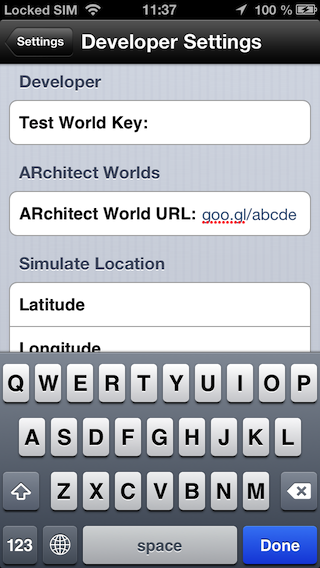 Locked SIM 11:37 100 %
Settings Developer Settings
Developer
Test World Key:
ARchitect Worlds
ARchitect World URL: goo.gl/abcde
Simulate Location
Latitude
Longitude
Q W E R T Y U I O P
A S D F G H J K L
Z X C V B N M
123 space Done